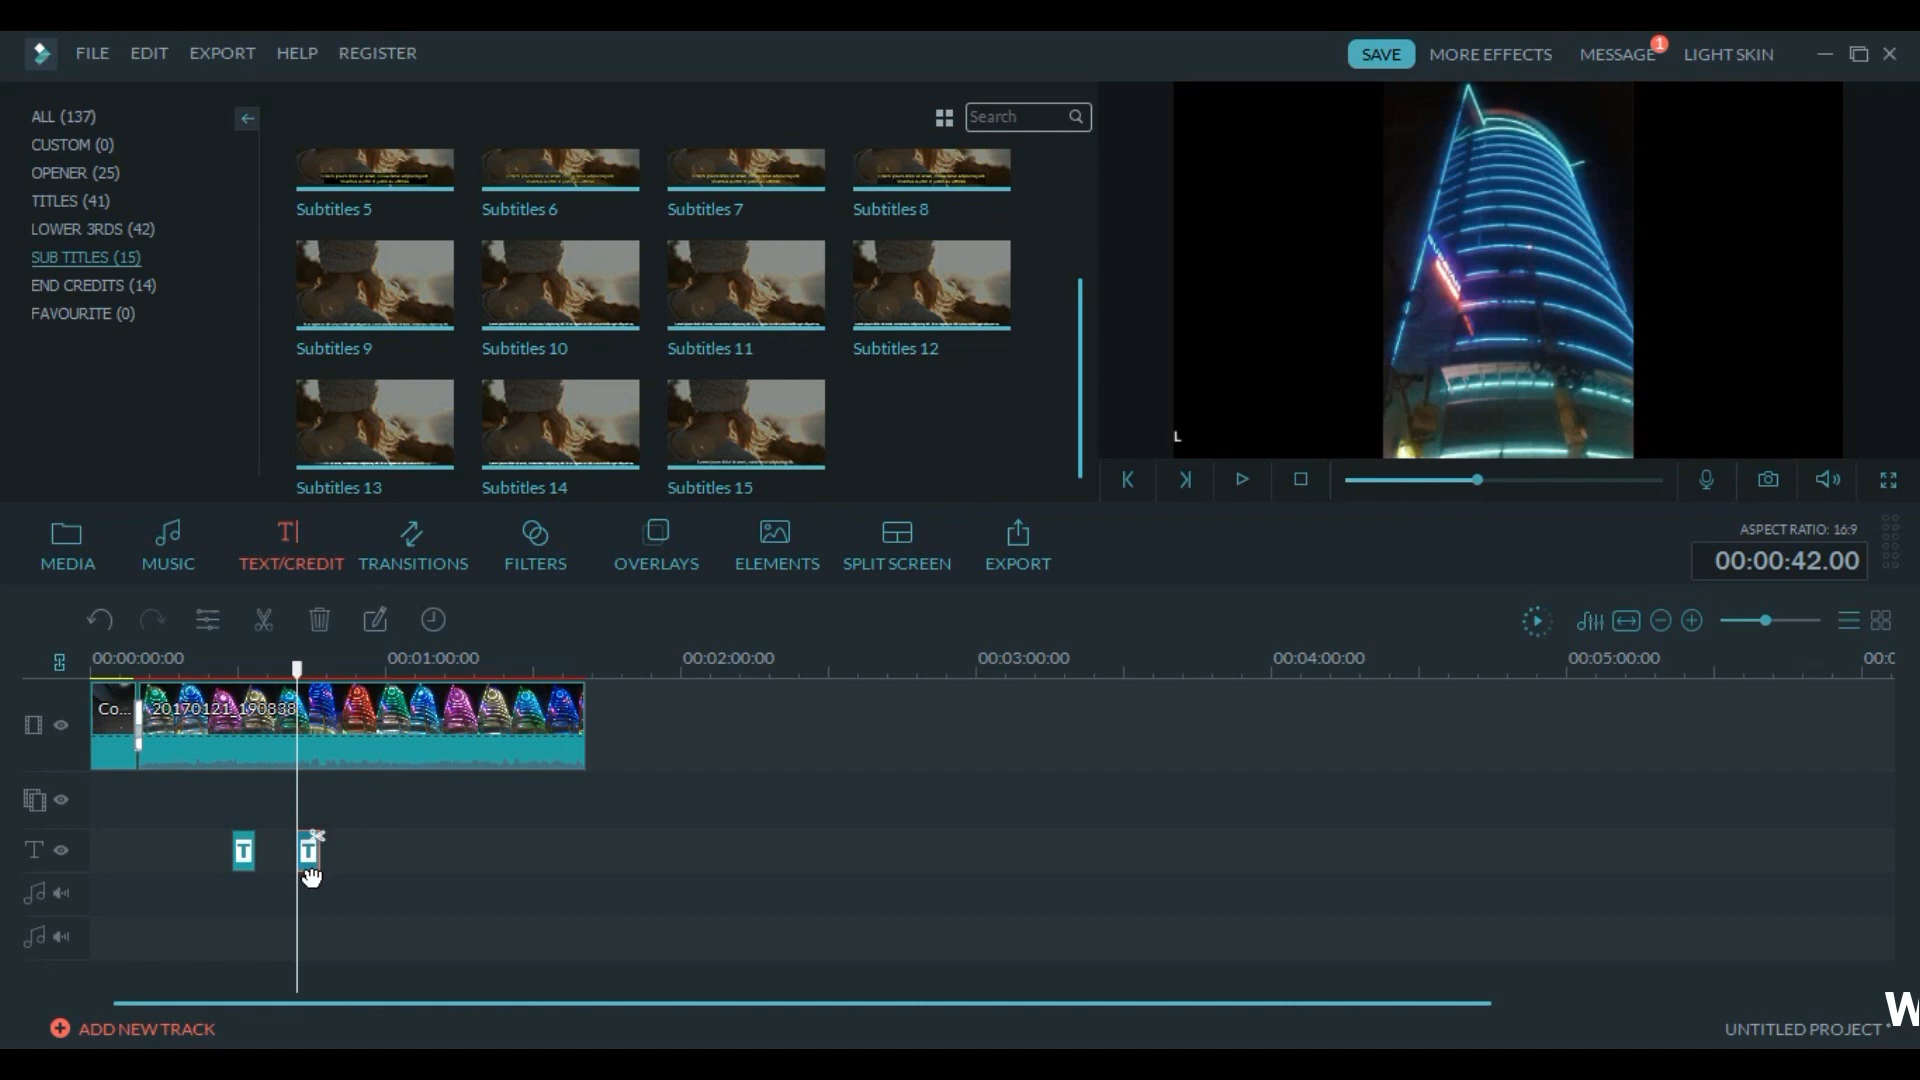 FILE EDIT EXPORT HELP REGISTER
SAVE MORE EFFECTS MESSAGE 1 LIGHT SKIN
ALL (137)
CUSTOM (0)
OPENER (25)
TITLES (41)
LOWER 3RDS (42)
SUB TITLES (15)
END CREDITS (14)
FAVOURITE (0)
Search
Subtitles 5 Subtitles 6 Subtitles 7 Subtitles 8
Subtitles 9 Subtitles 10 Subtitles 11 Subtitles 12
Subtitles 13 Subtitles 14 Subtitles 15
L
MEDIA MUSIC TEXT/CREDIT TRANSITIONS FILTERS OVERLAYS ELEMENTS SPLIT SCREEN EXPORT
ASPECT RATIO: 16:9
00:00:42.00
00:00:00:00 00:01:00:00 00:02:00:00 00:03:00:00 00:04:00:00 00:05:00:00
Co... 20170121_190838
T T
ADD NEW TRACK
UNTITLED PROJECT *
W